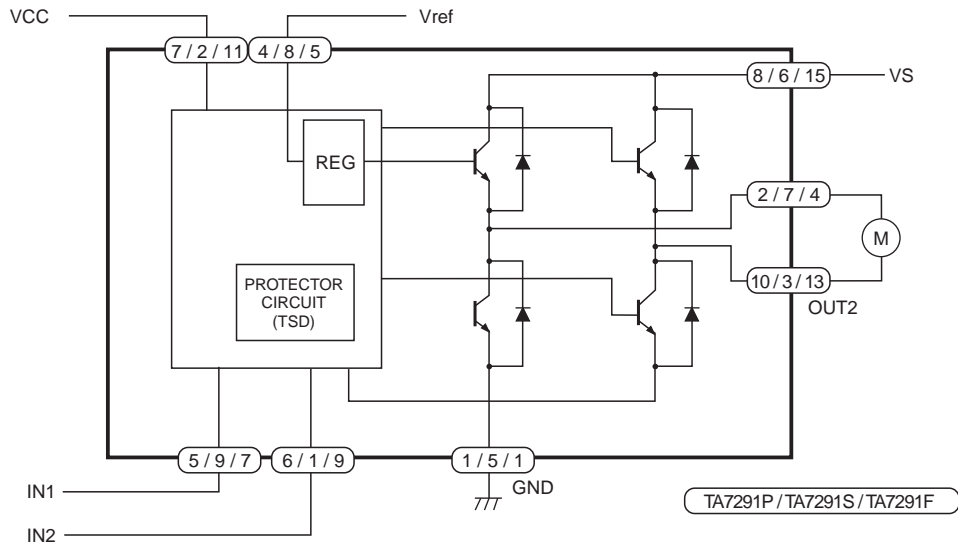 VCC
Vref
7 / 2 / 11
4 / 8 / 5
8 / 6 / 15
VS
REG
2 / 7 / 4
M
PROTECTOR
CIRCUIT
(TSD)
10 / 3 / 13
OUT2
5 / 9 / 7
6 / 1 / 9
1 / 5 / 1
GND
IN1
TA7291P / TA7291S / TA7291F
IN2